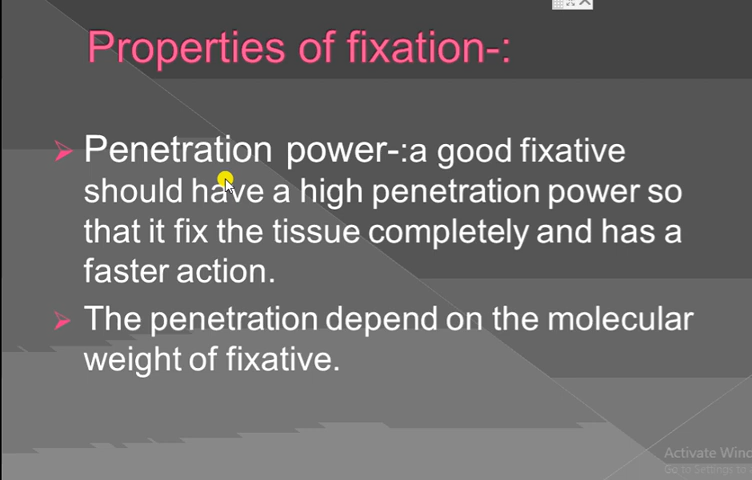 Properties of fixation-:
Penetration power-:a good fixative
should have a high penetration power so
that it fix the tissue completely and has a
faster action.
The penetration depend on the molecular
weight of fixative.
Activate Wind
Go to Settings to a